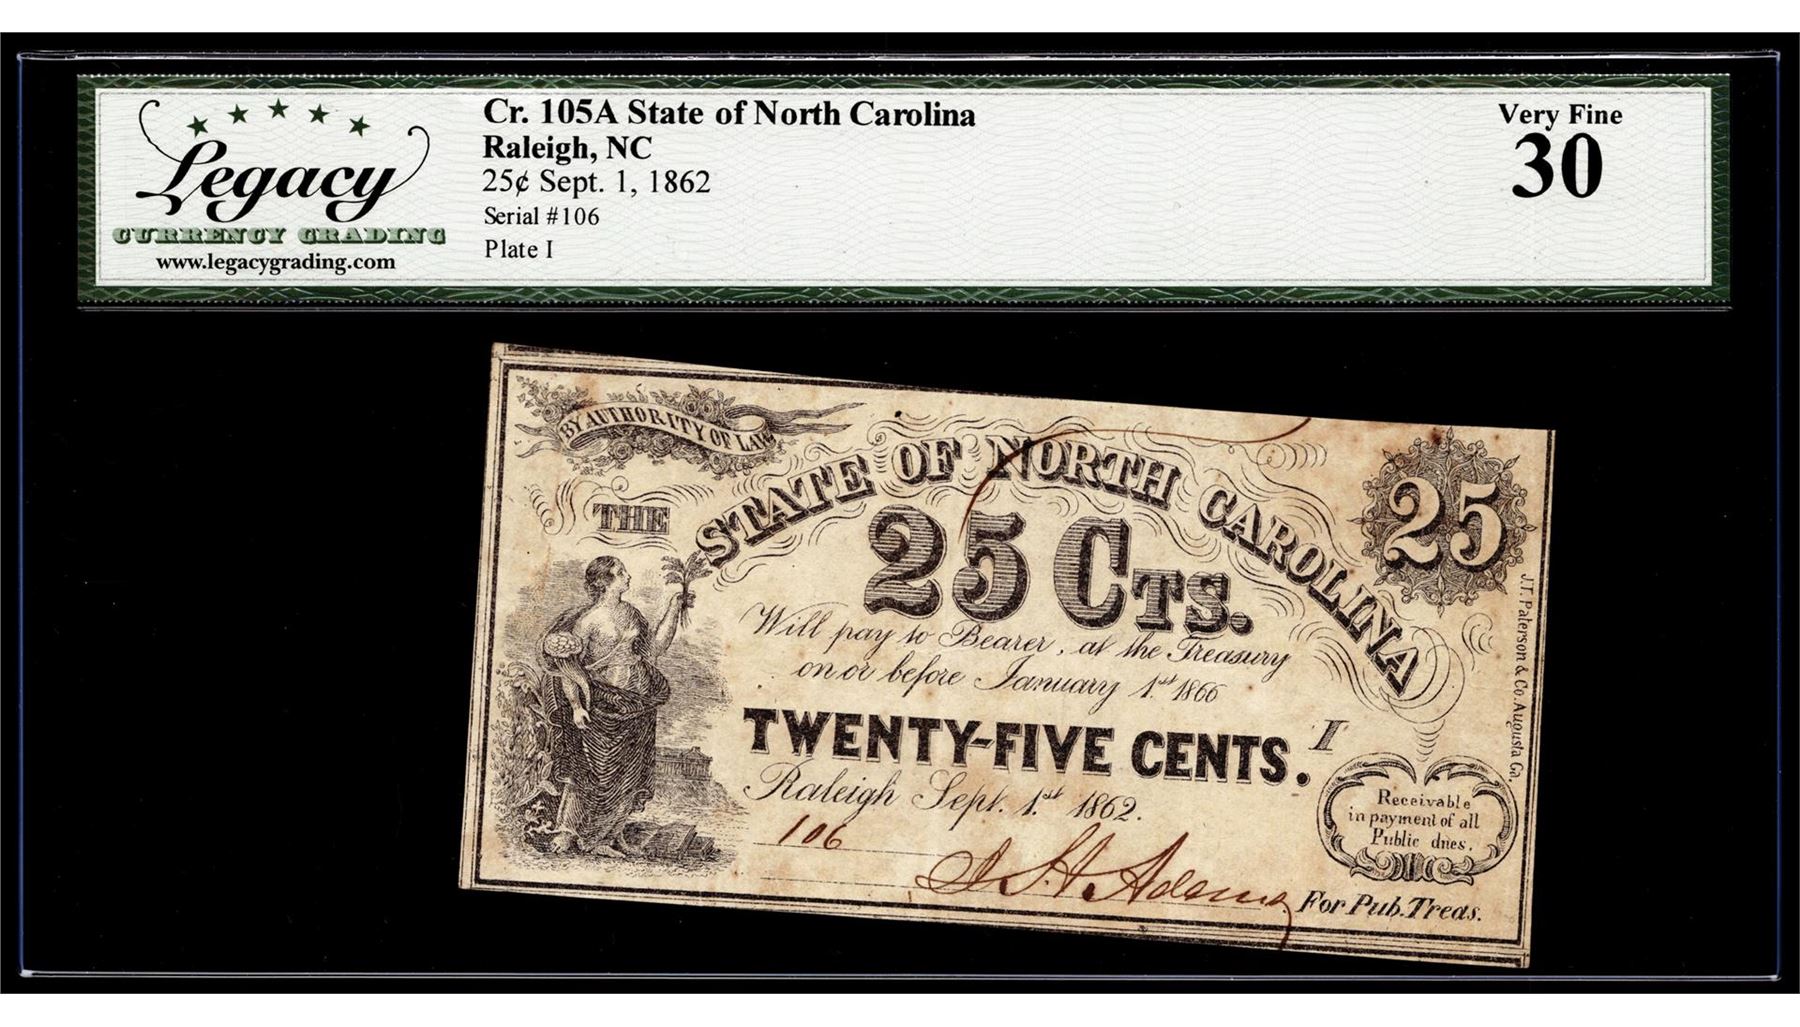 Cr. 105A State of North Carolina
Raleigh, NC
25¢ Sept. 1, 1862
Serial #106
Plate I
Very Fine
30
Legacy
CURRENCY GRADING
www.legacygrading.com
BY AUTHORITY OF LAW
THE
STATE OF NORTH CAROLINA
25
25 CTS.
Will pay to Bearer, at the Treasury
on or before January 1st 1866
TWENTY-FIVE CENTS.
I
Raleigh Sept. 1st 1862.
106
J. T. Paterson & Co. Augusta Ga.
Receivable
in payment of all
Public dues.
For Pub. Treas.